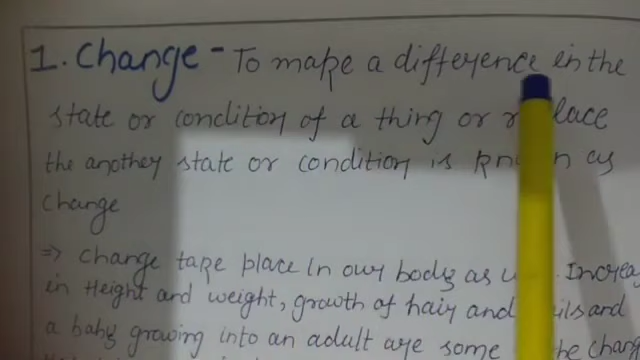 1. Change - To make a difference in the
state or condition of a thing or place
the another state or condition is as
change
⇒ Change take place in our body as
in Height and weight, growth of hair and and
a baby growing into an adult are some